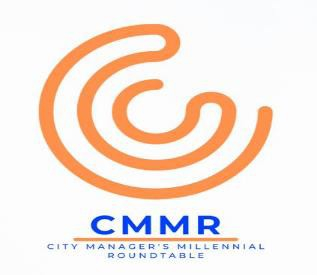 CMMR
CITY MANAGER'S MILLENNIAL
ROUNDTABLE